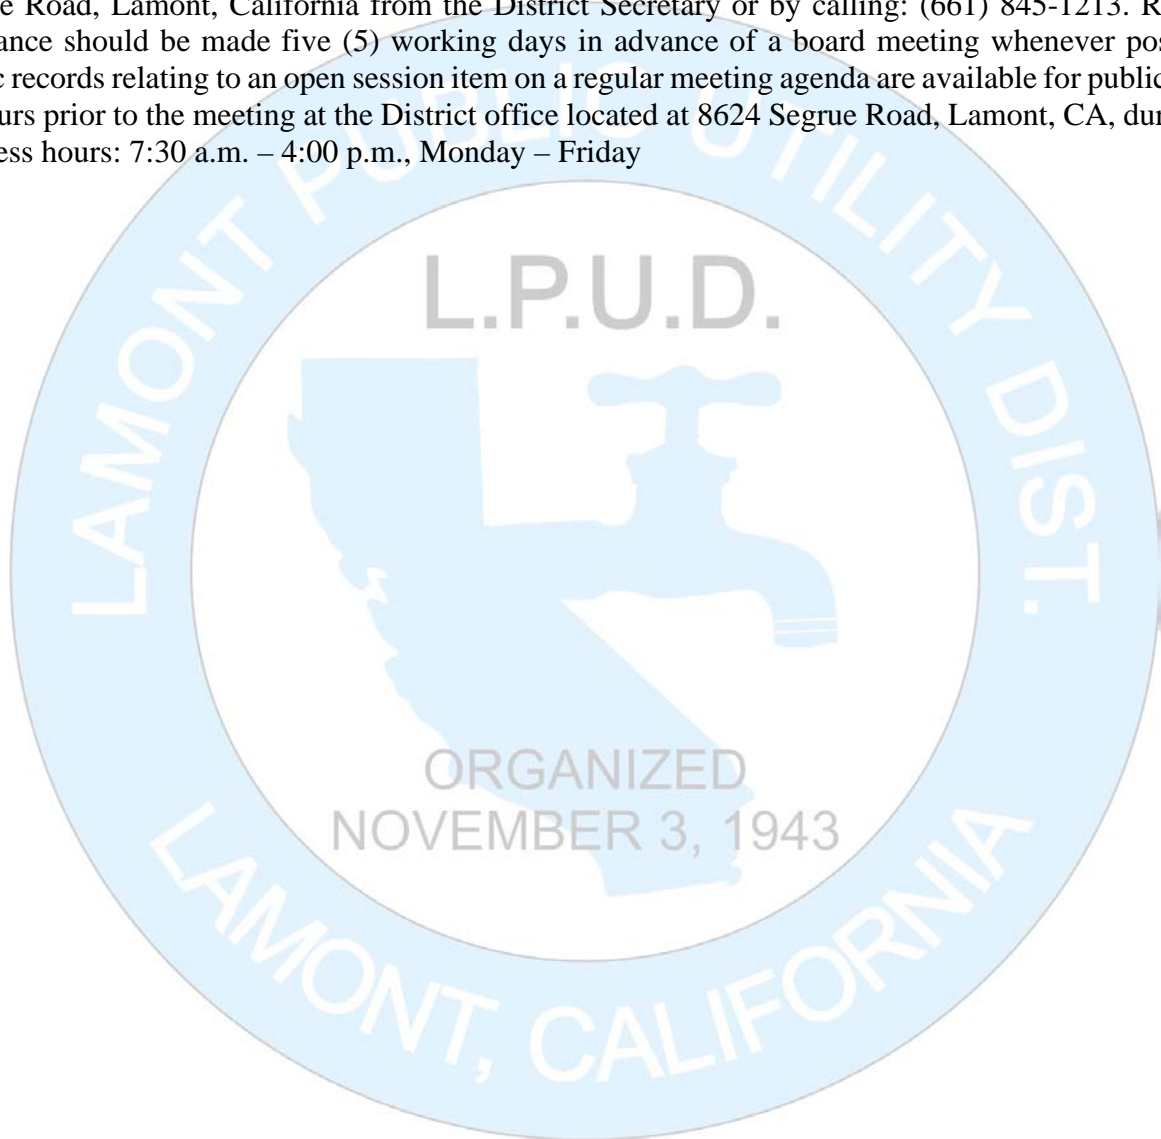 e Road, Lamont, California from the District Secretary or by calling: (661) 845-1213. R
ance should be made five (5) working days in advance of a board meeting whenever pos
c records relating to an open session item on a regular meeting agenda are available for public
urs prior to the meeting at the District office located at 8624 Segrue Road, Lamont, CA, dur
ess hours: 7:30 a.m. – 4:00 p.m., Monday – Friday
LAMONT PUBLIC UTILITY DIST.
L.P.U.D.
ORGANIZED
NOVEMBER 3, 1943
LAMONT, CALIFORNIA